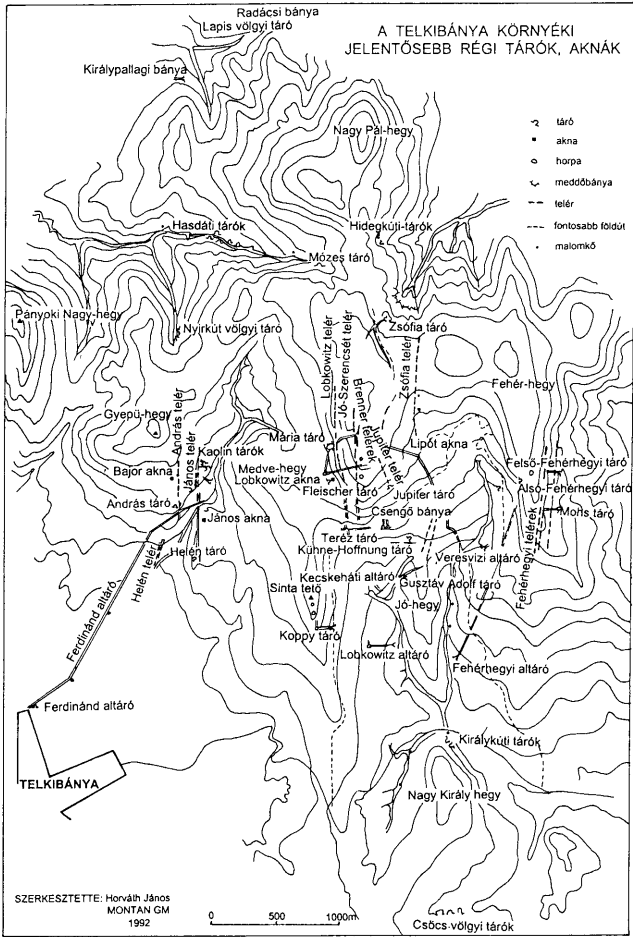 Radácsi bánya
Lapis völgyi táró
A TELKIBÁNYA KÖRNYÉKI
JELENTŐSEBB RÉGI TÁRÓK, AKNÁK
Királypallagi bánya
Nagy Pál-hegy
táró
akna
horpa
meddőbánya
telér
fontosabb földút
malomkő
Hasdáti tárók
Hidegkúti-tárók
Mózes táró
Pányoki Nagy-hegy
Nyirkút völgyi táró
Zsófia táró
Lobkowitz telér
Jó-Szerencsét telér
Brenner telérek
Jupiter telér
Zsófia telér
Fehér-hegy
Gyepü-hegy
András telér
János telér
Kaolin tárók
Mária táró
Lipót akna
Bajor akna
Medve-hegy
Lobkowitz akna
Felső-Fehérhegyi táró
Fleischer táró
Jupiter táró
Alsó-Fehérhegyi táró
András táró
János akna
Csengő bánya
Mohs táró
Teréz táró
Helén táró
Helén telér
Kühne-Hoffnung táró
Veresvizi altáró
Fehérhegyi telérek
Kecskeháti altáró
Gusztáv Adolf táró
Sinta tető
Jó-hegy
Koppy táró
Lobkowitz altáró
Fehérhegyi altáró
Ferdinánd altáró
Ferdinánd altáró
Királykúti tárók
TELKIBÁNYA
Nagy Király hegy
SZERKESZTETTE: Horváth János
MONTAN GM
1992
0 500 1000m
Csöcs-völgyi tárók